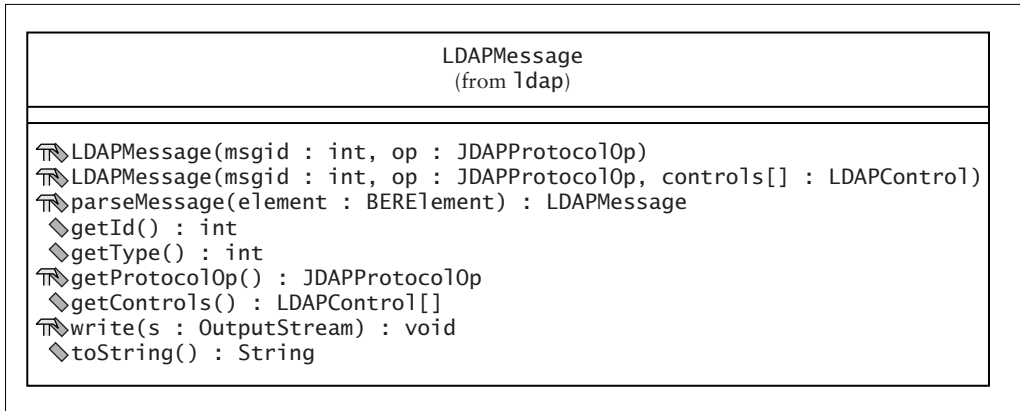 LDAPMessage
(from ldap)
LDAPMessage(msgid : int, op : JDAPProtocolOp)
LDAPMessage(msgid : int, op : JDAPProtocolOp, controls[] : LDAPControl)
parseMessage(element : BERElement) : LDAPMessage
getId() : int
getType() : int
getProtocolOp() : JDAPProtocolOp
getControls() : LDAPControl[]
write(s : OutputStream) : void
toString() : String